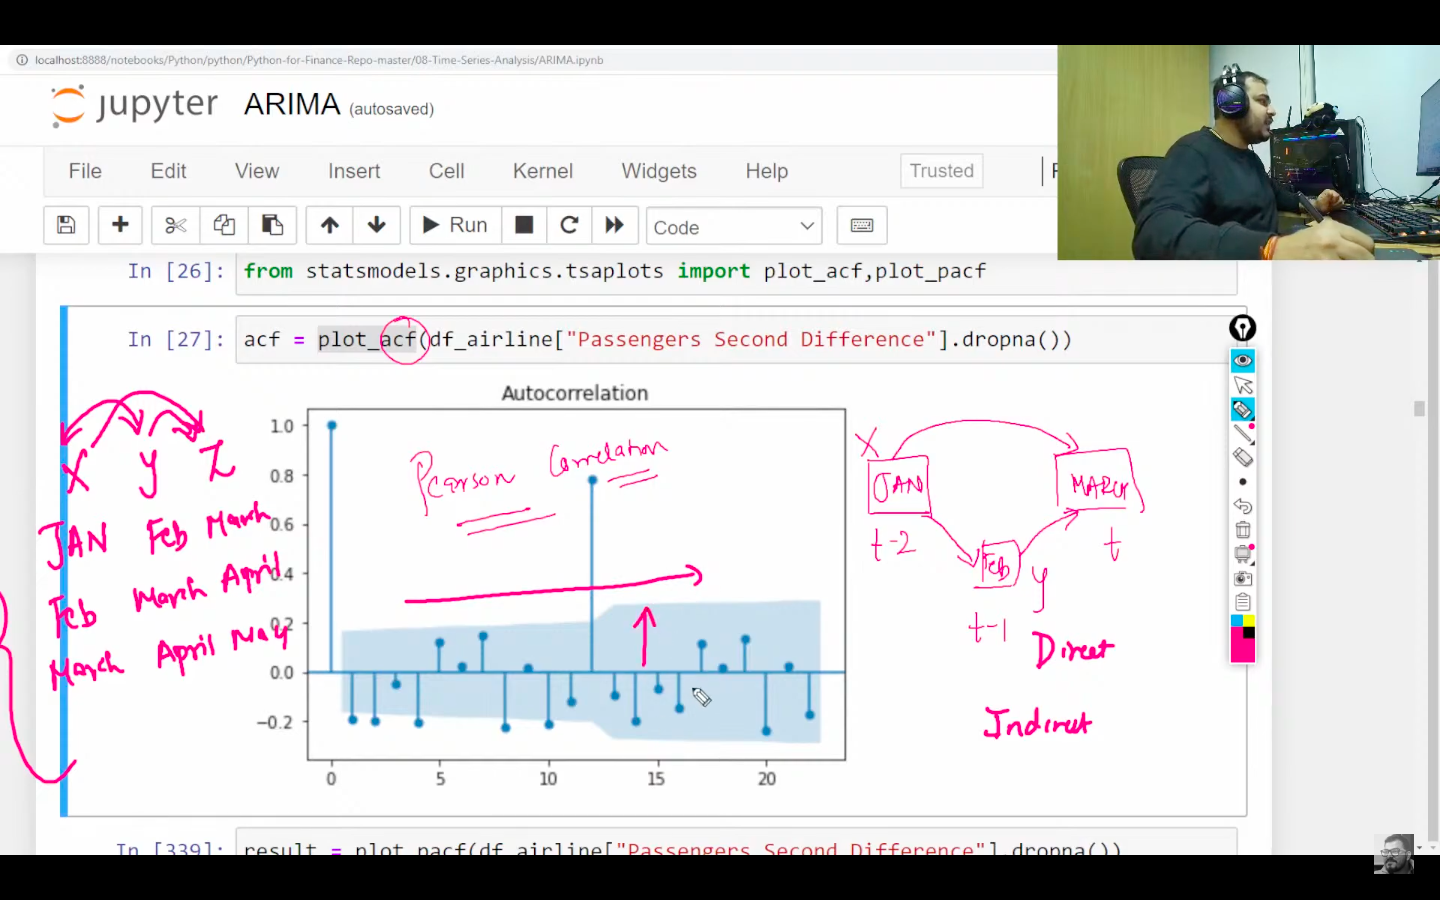 localhost:8888/notebooks/Python/python/Python-for-Finance-Repo-master/08-Time-Series-Analysis/ARIMA.ipynb
jupyter ARIMA (autosaved)
File Edit View Insert Cell Kernel Widgets Help Trusted
Run Code
In [26]: from statsmodels.graphics.tsaplots import plot_acf,plot_pacf
In [27]: acf = plot_acf(df_airline["Passengers Second Difference"].dropna())
Autocorrelation
1.0
0.8
0.6
0.4
0.2
0.0
−0.2
0 5 10 15 20
Pearson Correlation
X Y Z
JAN Feb March
Feb March April
March April May
X
JAN MARCH
t-2 Feb y t
t-1
Direct
Indirect
In [339]: result = plot_pacf(df_airline["Passengers Second Difference"].dropna())